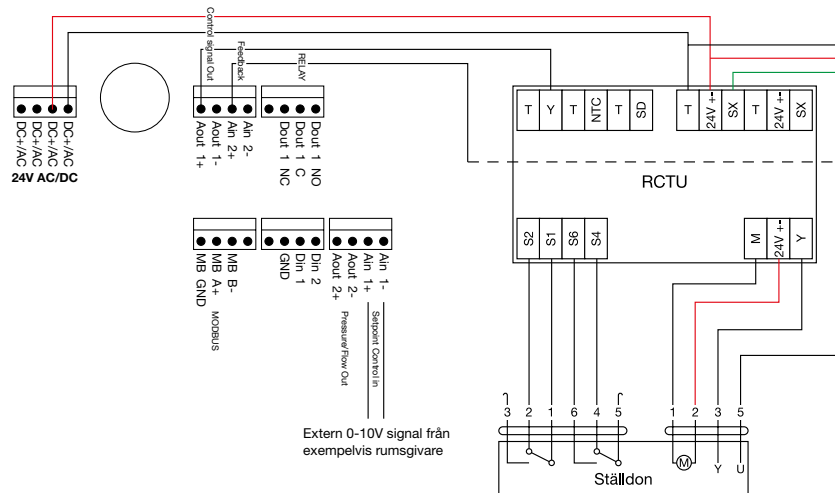 DC+/AC
DC+/AC
DC+/AC
DC+/AC
24V AC/DC
Control signal Out
Feedback
RELAY
Aout 1+
Aout 1-
Ain 2+
Ain 2-
Dout 1 NC
Dout 1 C
Dout 1 NO
MB GND
MB A+
MB B-
MODBUS
GND
Din 1
Din 2
Aout 2+
Aout 2-
Ain 1+
Ain 1-
Pressure/Flow Out
Setpoint Control in
Extern 0-10V signal från
exempelvis rumsgivare
T
Y
T
NTC
T
SD
T
24V +-
SX
T
24V +-
SX
RCTU
S2
S1
S6
S4
M
24V +-
Y
3 2 1 6 4 5
1 2 3 5
M
Y
U
Ställdon